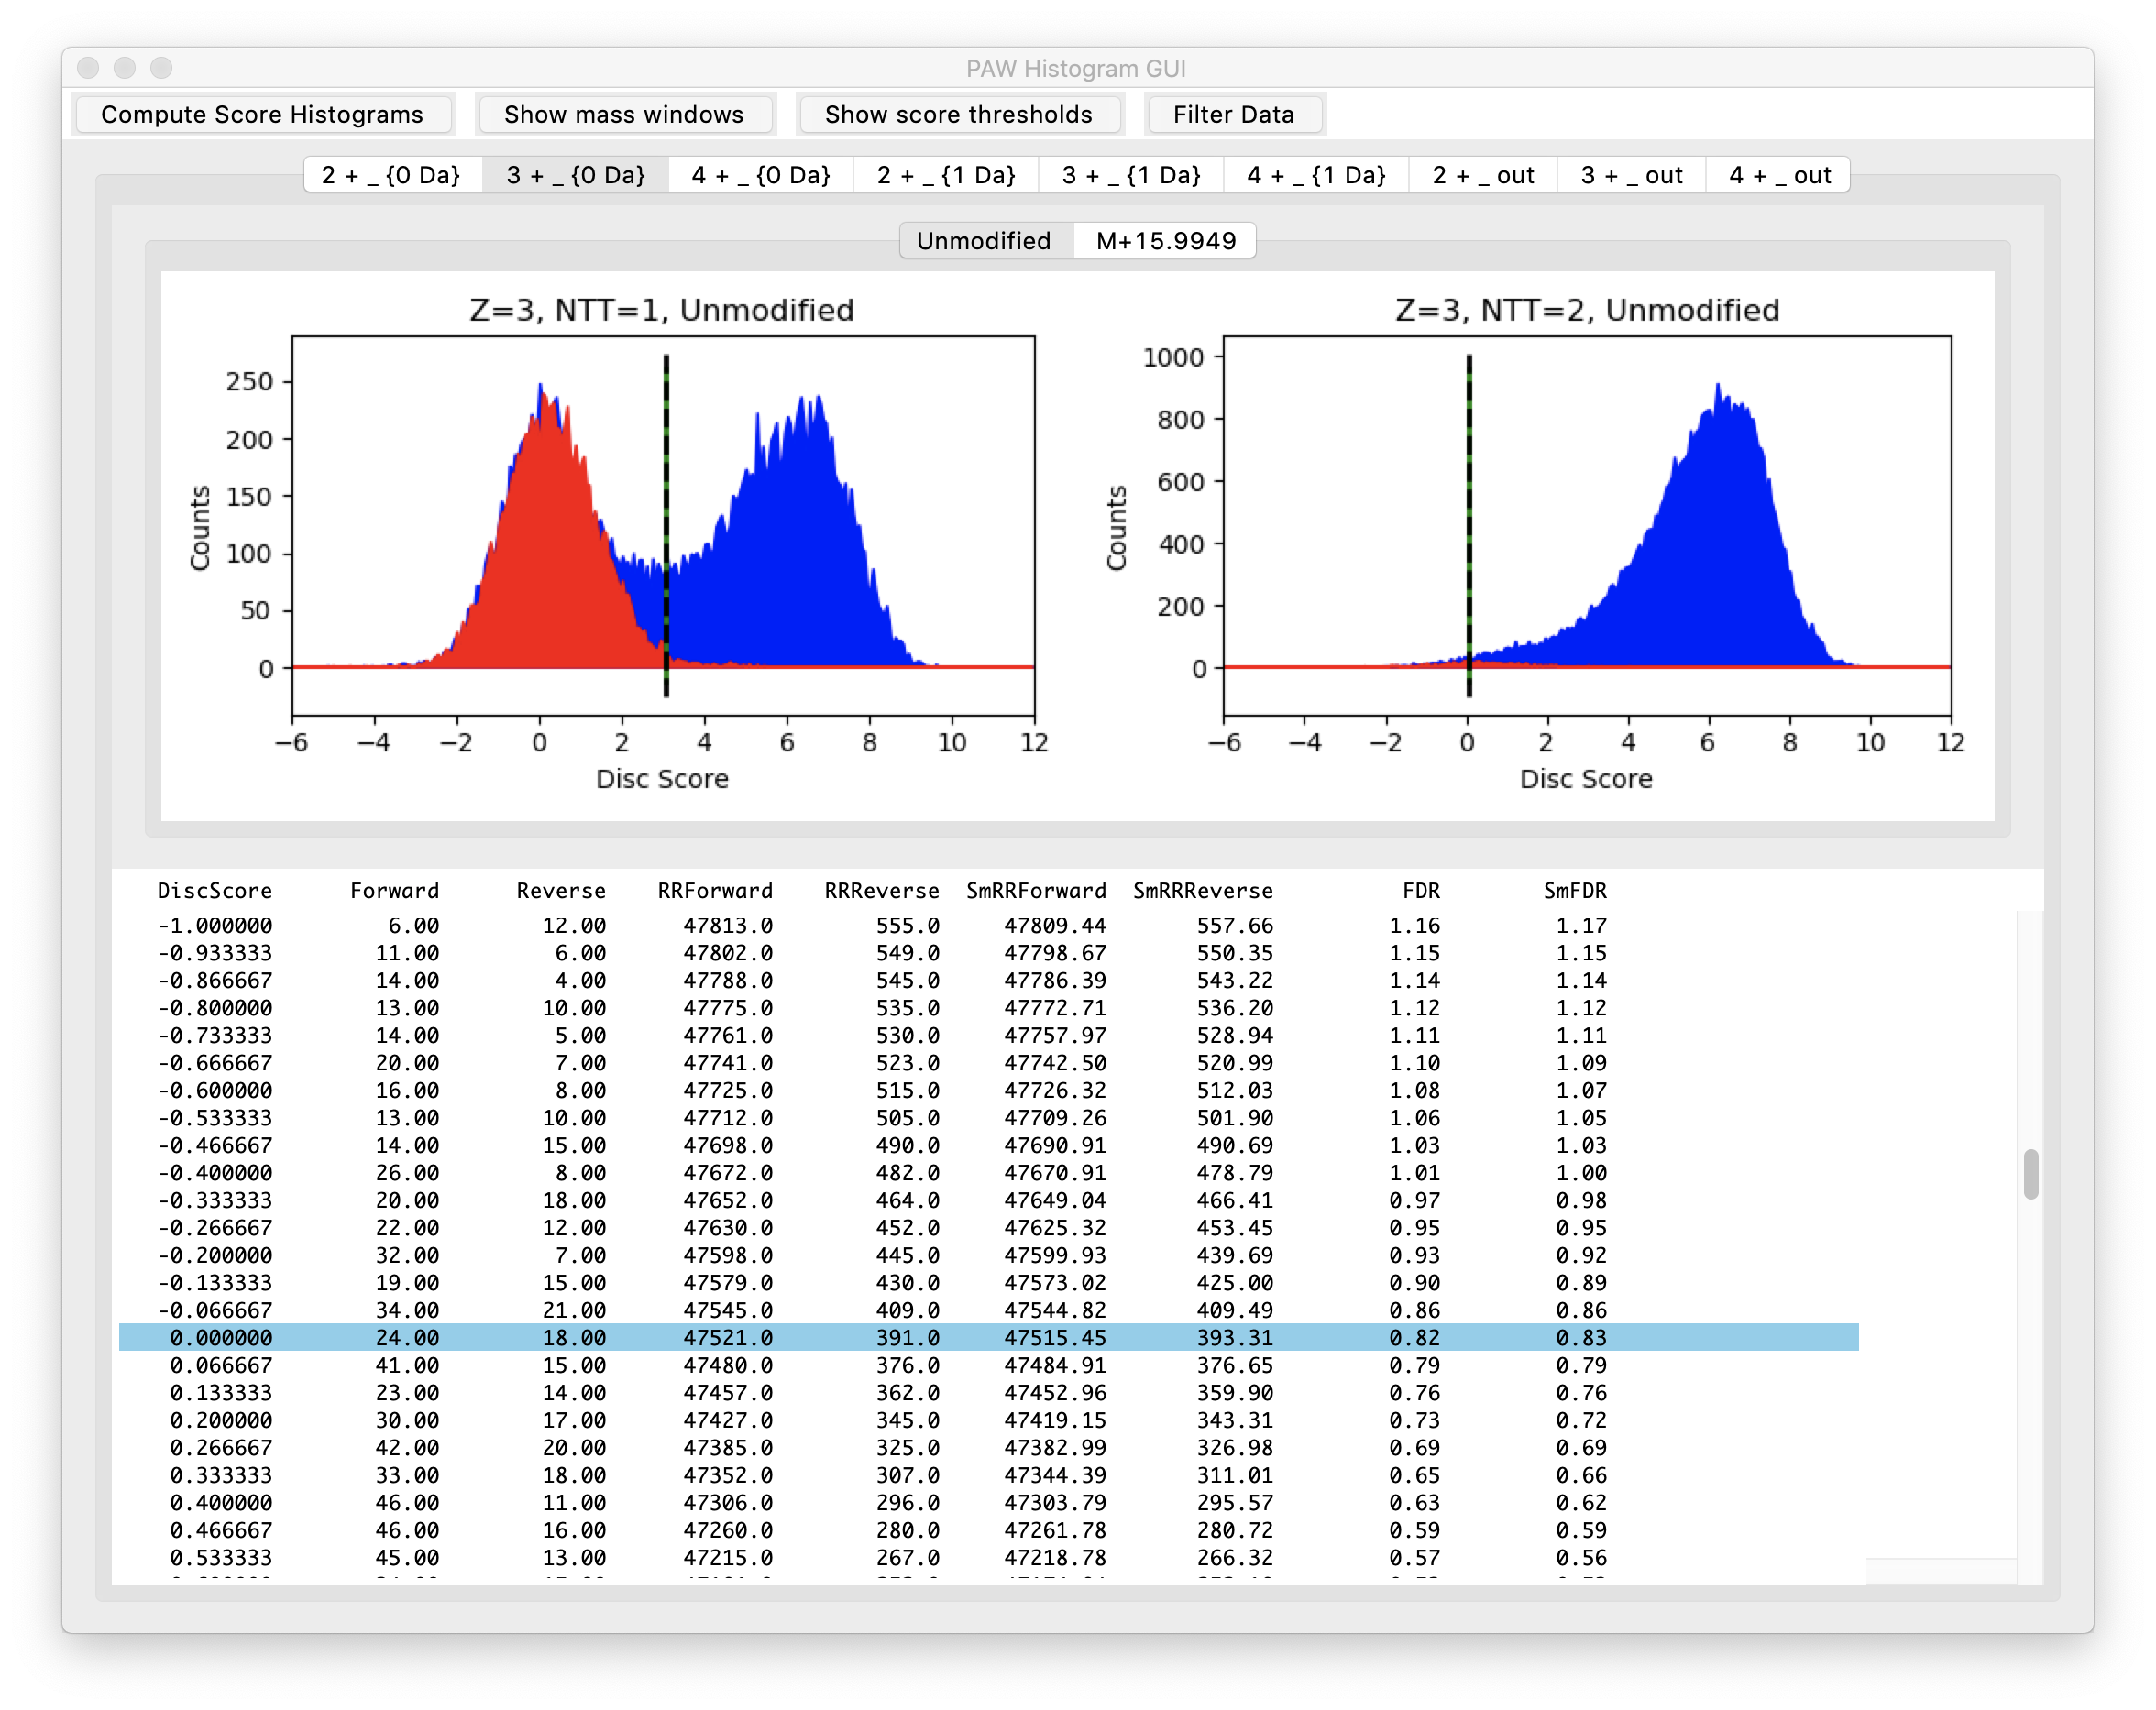 PAW Histogram GUI
Compute Score Histograms Show mass windows Show score thresholds Filter Data
2 + _ {0 Da} 3 + _ {0 Da} 4 + _ {0 Da} 2 + _ {1 Da} 3 + _ {1 Da} 4 + _ {1 Da} 2 + _ out 3 + _ out 4 + _ out
Unmodified M+15.9949
Z=3, NTT=1, Unmodified
250
200
150
100
50
0
Counts
−6 −4 −2 0 2 4 6 8 10 12
Disc Score
Z=3, NTT=2, Unmodified
1000
800
600
400
200
0
Counts
−6 −4 −2 0 2 4 6 8 10 12
Disc Score
DiscScore Forward Reverse RRForward RRReverse SmRRForward SmRRReverse FDR SmFDR
-1.000000 6.00 12.00 47813.0 555.0 47809.44 557.66 1.16 1.17
-0.933333 11.00 6.00 47802.0 549.0 47798.67 550.35 1.15 1.15
-0.866667 14.00 4.00 47788.0 545.0 47786.39 543.22 1.14 1.14
-0.800000 13.00 10.00 47775.0 535.0 47772.71 536.20 1.12 1.12
-0.733333 14.00 5.00 47761.0 530.0 47757.97 528.94 1.11 1.11
-0.666667 20.00 7.00 47741.0 523.0 47742.50 520.99 1.10 1.09
-0.600000 16.00 8.00 47725.0 515.0 47726.32 512.03 1.08 1.07
-0.533333 13.00 10.00 47712.0 505.0 47709.26 501.90 1.06 1.05
-0.466667 14.00 15.00 47698.0 490.0 47690.91 490.69 1.03 1.03
-0.400000 26.00 8.00 47672.0 482.0 47670.91 478.79 1.01 1.00
-0.333333 20.00 18.00 47652.0 464.0 47649.04 466.41 0.97 0.98
-0.266667 22.00 12.00 47630.0 452.0 47625.32 453.45 0.95 0.95
-0.200000 32.00 7.00 47598.0 445.0 47599.93 439.69 0.93 0.92
-0.133333 19.00 15.00 47579.0 430.0 47573.02 425.00 0.90 0.89
-0.066667 34.00 21.00 47545.0 409.0 47544.82 409.49 0.86 0.86
0.000000 24.00 18.00 47521.0 391.0 47515.45 393.31 0.82 0.83
0.066667 41.00 15.00 47480.0 376.0 47484.91 376.65 0.79 0.79
0.133333 23.00 14.00 47457.0 362.0 47452.96 359.90 0.76 0.76
0.200000 30.00 17.00 47427.0 345.0 47419.15 343.31 0.73 0.72
0.266667 42.00 20.00 47385.0 325.0 47382.99 326.98 0.69 0.69
0.333333 33.00 18.00 47352.0 307.0 47344.39 311.01 0.65 0.66
0.400000 46.00 11.00 47306.0 296.0 47303.79 295.57 0.63 0.62
0.466667 46.00 16.00 47260.0 280.0 47261.78 280.72 0.59 0.59
0.533333 45.00 13.00 47215.0 267.0 47218.78 266.32 0.57 0.56